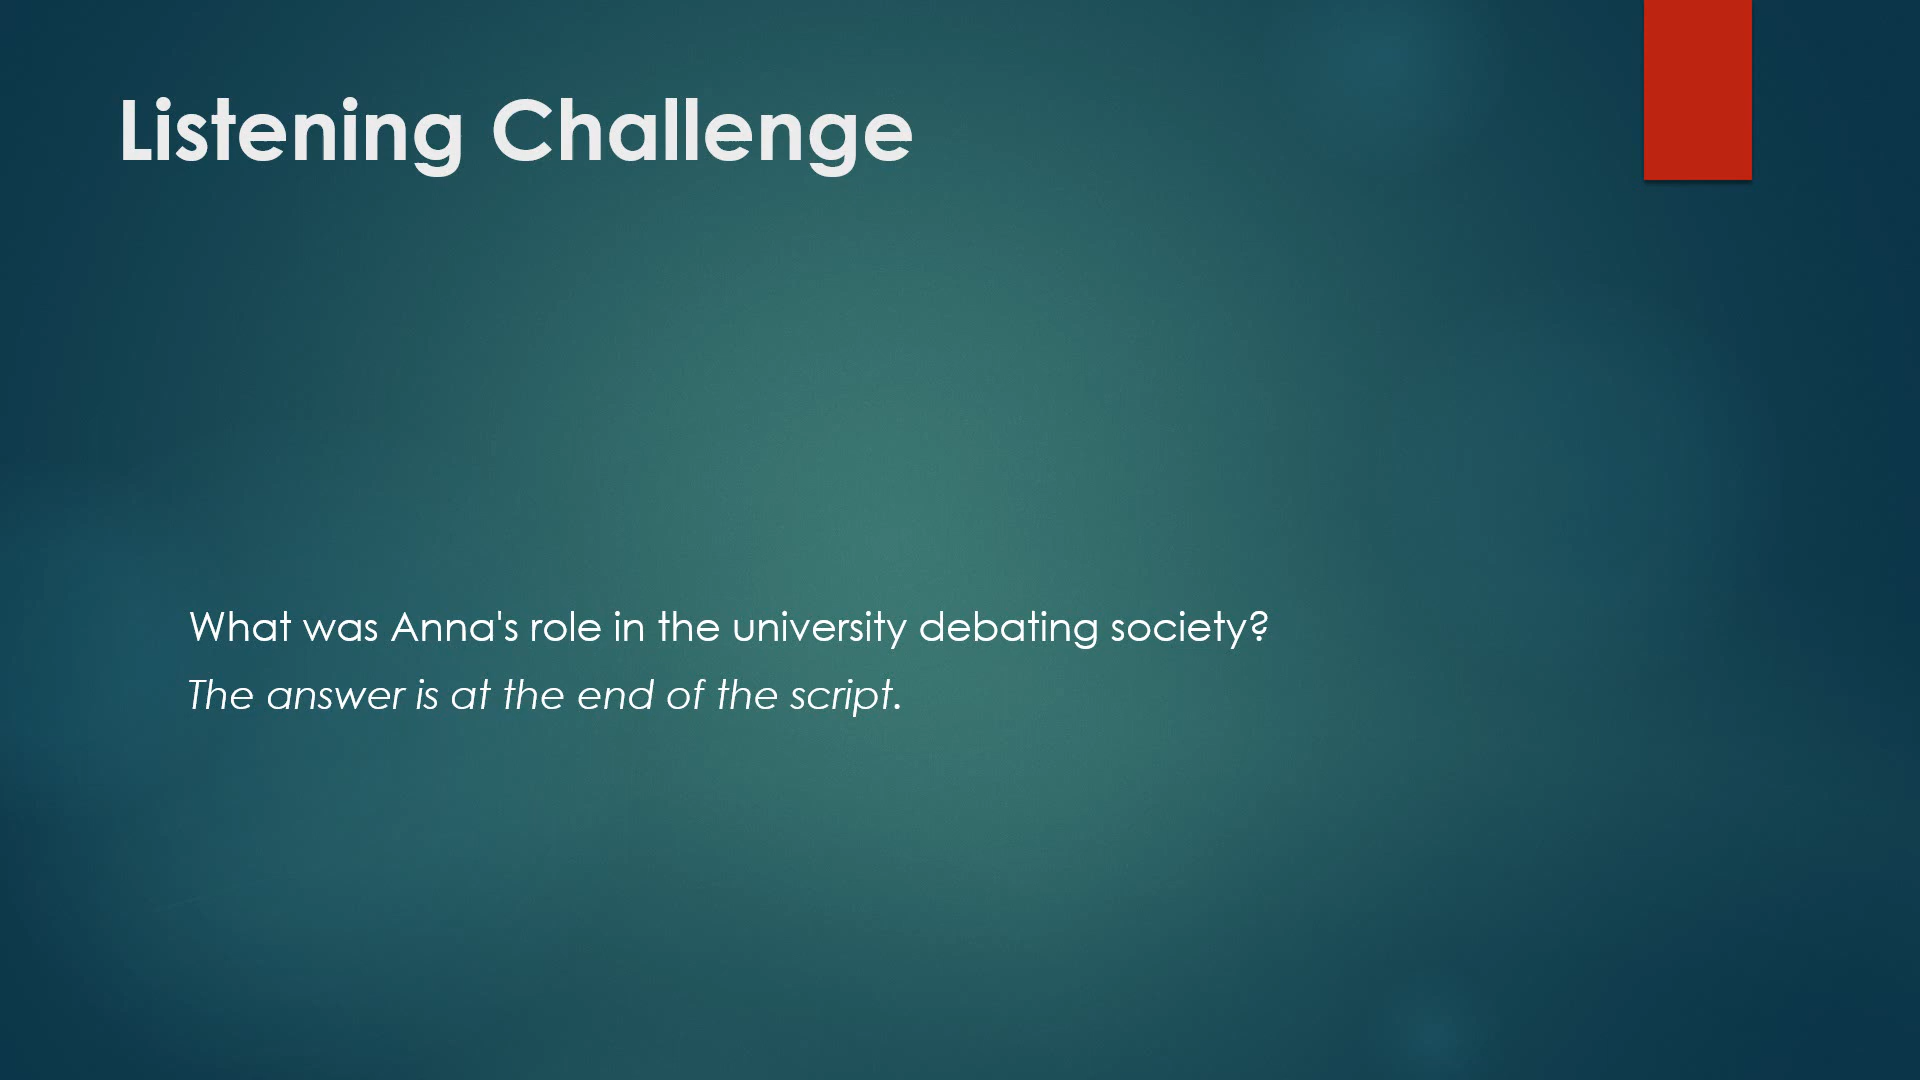 Listening Challenge
What was Anna's role in the university debating society?
The answer is at the end of the script.